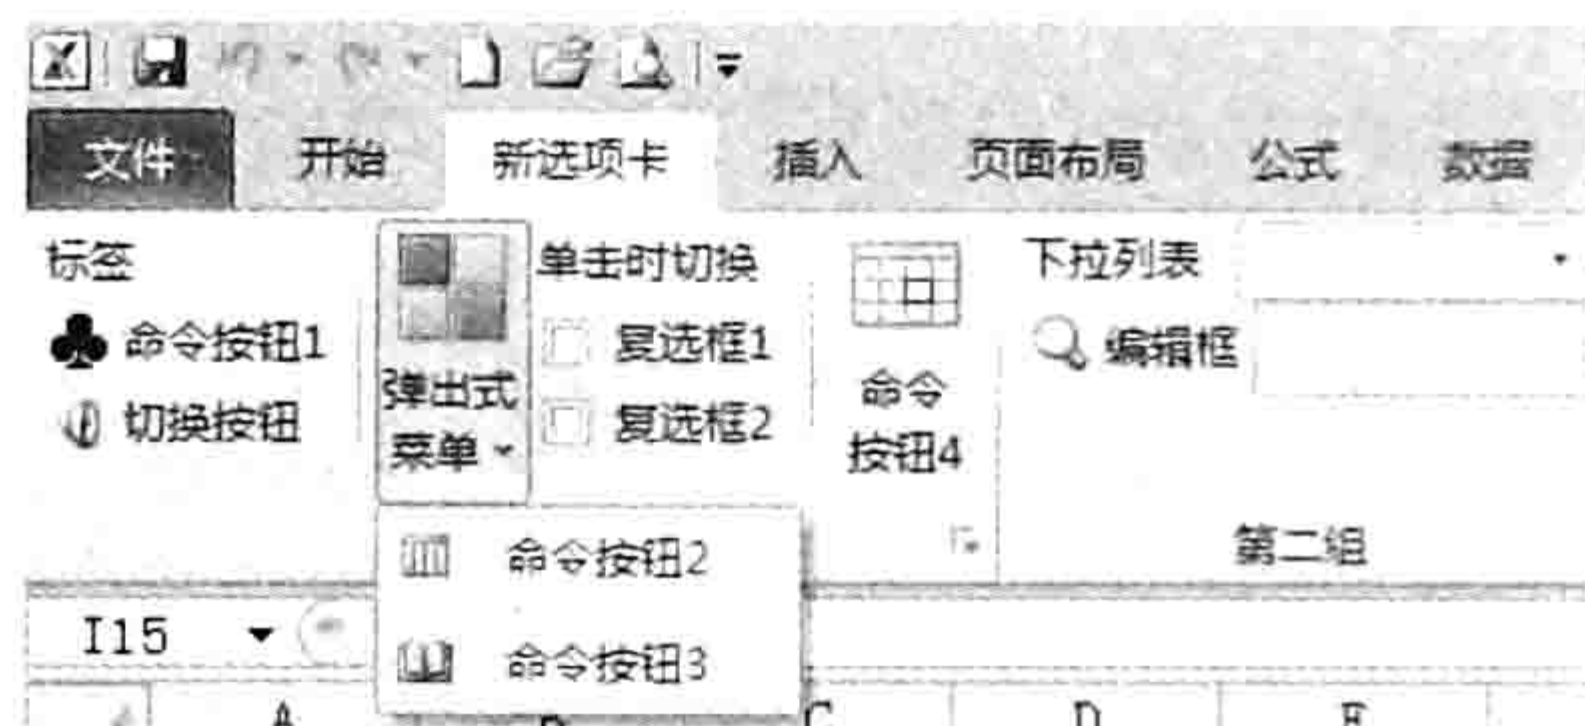 文件 开始 新选项卡 插入 页面布局 公式 数据
标签
命令按钮1
切换按钮
弹出式
菜单
单击时切换
复选框1
复选框2
命令
按钮4
下拉列表
编辑框
第二组
命令按钮2
命令按钮3
I15
A C D E